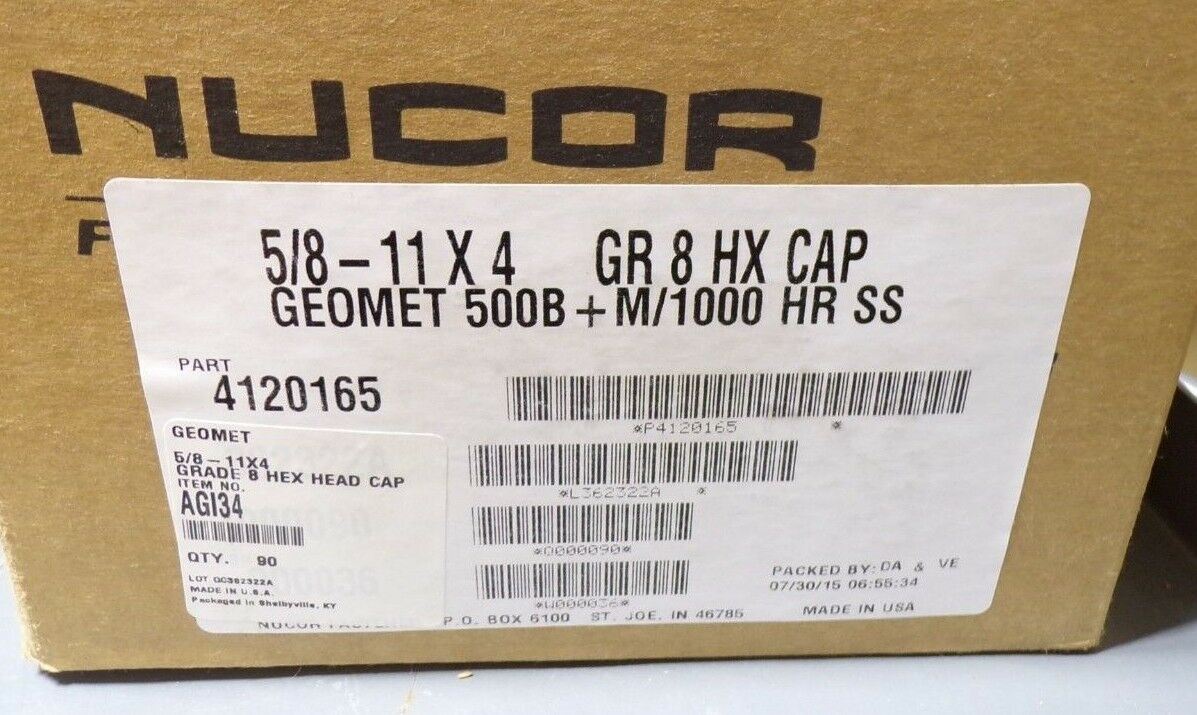 NUCOR
5/8-11 X 4 GR 8 HX CAP
GEOMET 500B+M/1000 HR SS
PART
4120165
*P4120165 *
GEOMET
5/8-11X4
GRADE 8 HEX HEAD CAP
ITEM NO.
AGI34
QTY. 90
LOT QC362322A
MADE IN U.S.A.
Packaged in Shelbyville, KY
*L362322A *
*Q000090*
*W000036*
PACKED BY: DA & VE
07/30/15 06:55:34
P.O. BOX 6100 ST. JOE, IN 46785 MADE IN USA